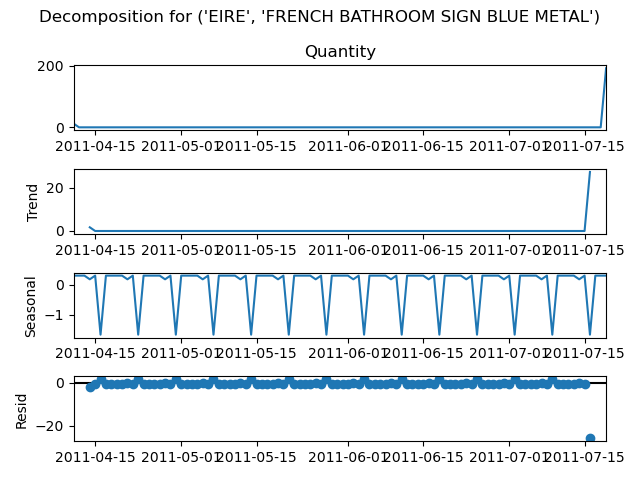 Decomposition for ('EIRE', 'FRENCH BATHROOM SIGN BLUE METAL')
Quantity
200
0
2011-04-15 2011-05-01 2011-05-15 2011-06-01 2011-06-15 2011-07-01 2011-07-15
Trend
20
0
2011-04-15 2011-05-01 2011-05-15 2011-06-01 2011-06-15 2011-07-01 2011-07-15
Seasonal
0
−1
2011-04-15 2011-05-01 2011-05-15 2011-06-01 2011-06-15 2011-07-01 2011-07-15
Resid
0
−20
2011-04-15 2011-05-01 2011-05-15 2011-06-01 2011-06-15 2011-07-01 2011-07-15